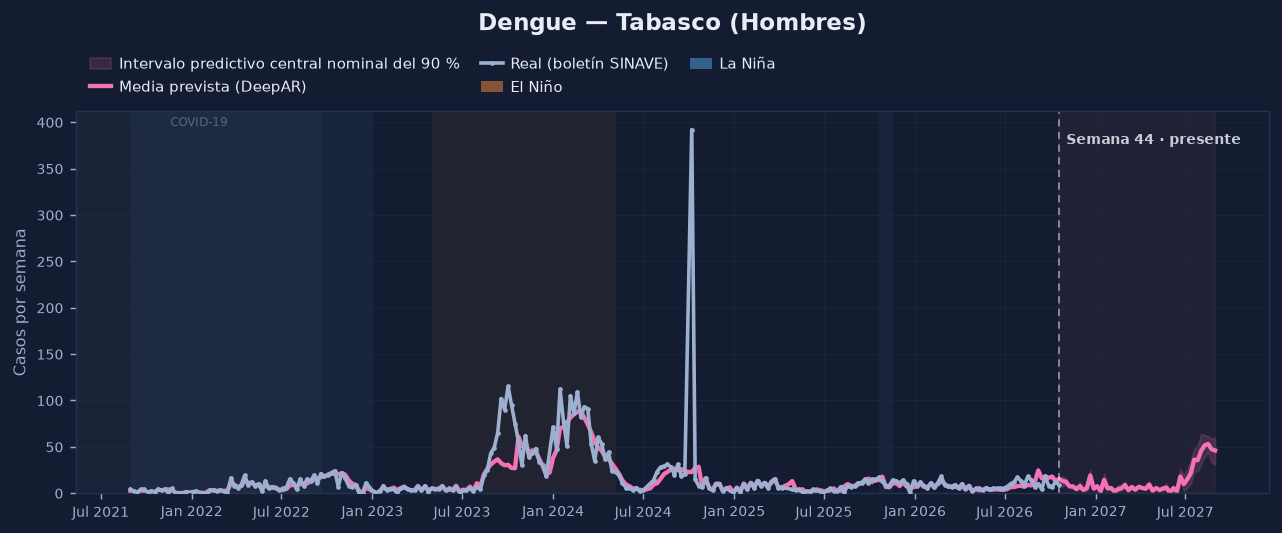 Dengue — Tabasco (Hombres)
Intervalo predictivo central nominal del 90 %
Real (boletín SINAVE)
La Niña
Media prevista (DeepAR)
El Niño
COVID-19
Semana 44 · presente
Casos por semana
400
350
300
250
200
150
100
50
0
Jul 2021
Jan 2022
Jul 2022
Jan 2023
Jul 2023
Jan 2024
Jul 2024
Jan 2025
Jul 2025
Jan 2026
Jul 2026
Jan 2027
Jul 2027